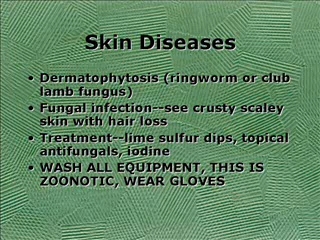 Skin Diseases
• Dermatophytosis (ringworm or club
lamb fungus)
• Fungal infection--see crusty scaley
skin with hair loss
• Treatment--lime sulfur dips, topical
antifungals, iodine
• WASH ALL EQUIPMENT, THIS IS
ZOONOTIC, WEAR GLOVES